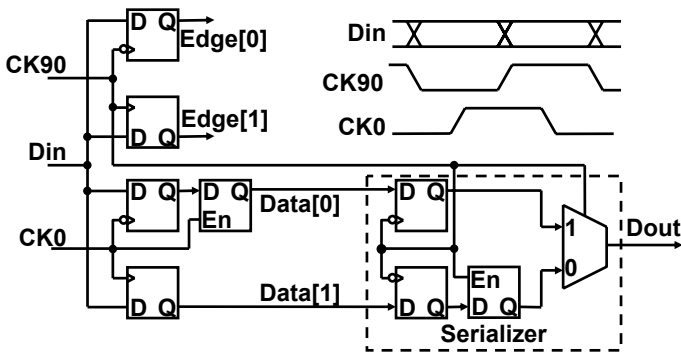 D Q
Edge[0]
CK90
Edge[1]
D Q
Din
D Q
D Q
En
Data[0]
CK0
D Q
Data[1]
Din
CK90
CK0
D Q
1
0
Dout
D Q
En
D Q
Serializer